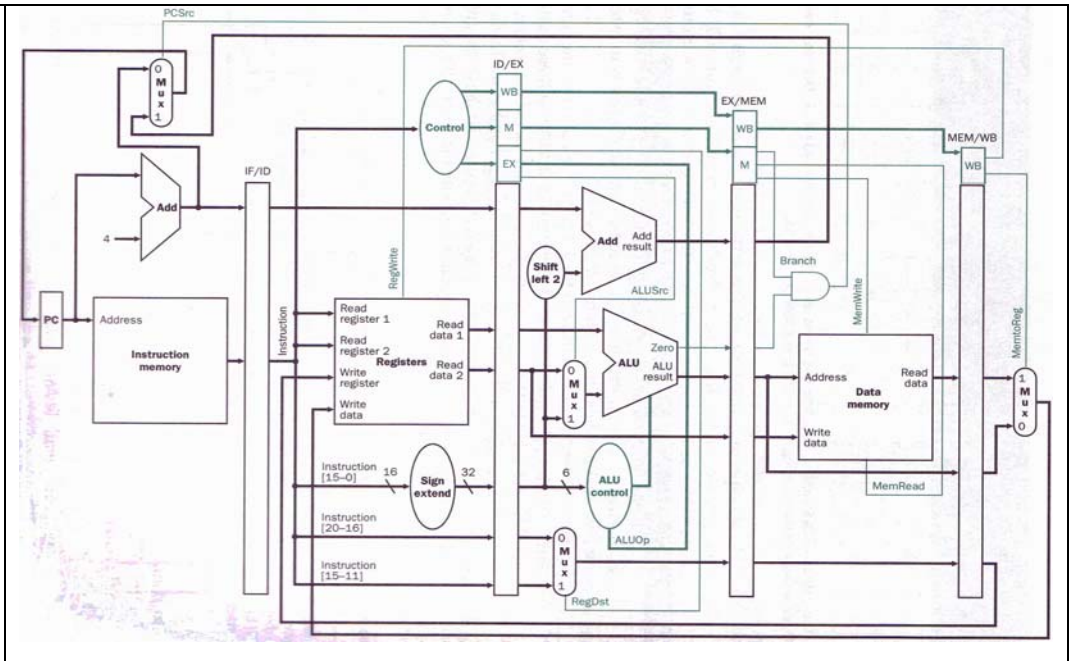 PCSrc
0
M
u
x
1
ID/EX
WB
M
EX
Control
EX/MEM
WB
M
MEM/WB
WB
IF/ID
Add
4
RegWrite
Add
Add
result
Shift
left 2
ALUSrc
Branch
MemWrite
MemtoReg
PC
Address
Instruction
memory
Instruction
Read
register 1
Read
register 2
Write
register
Write
data
Registers
Read
data 1
Read
data 2
0
M
u
x
1
Zero
ALU
ALU
result
Address
Write
data
Data
memory
Read
data
1
M
u
x
0
MemRead
Instruction
[15–0]
16
Sign
extend
32
6
ALU
control
ALUOp
Instruction
[20–16]
Instruction
[15–11]
0
M
u
x
1
RegDst